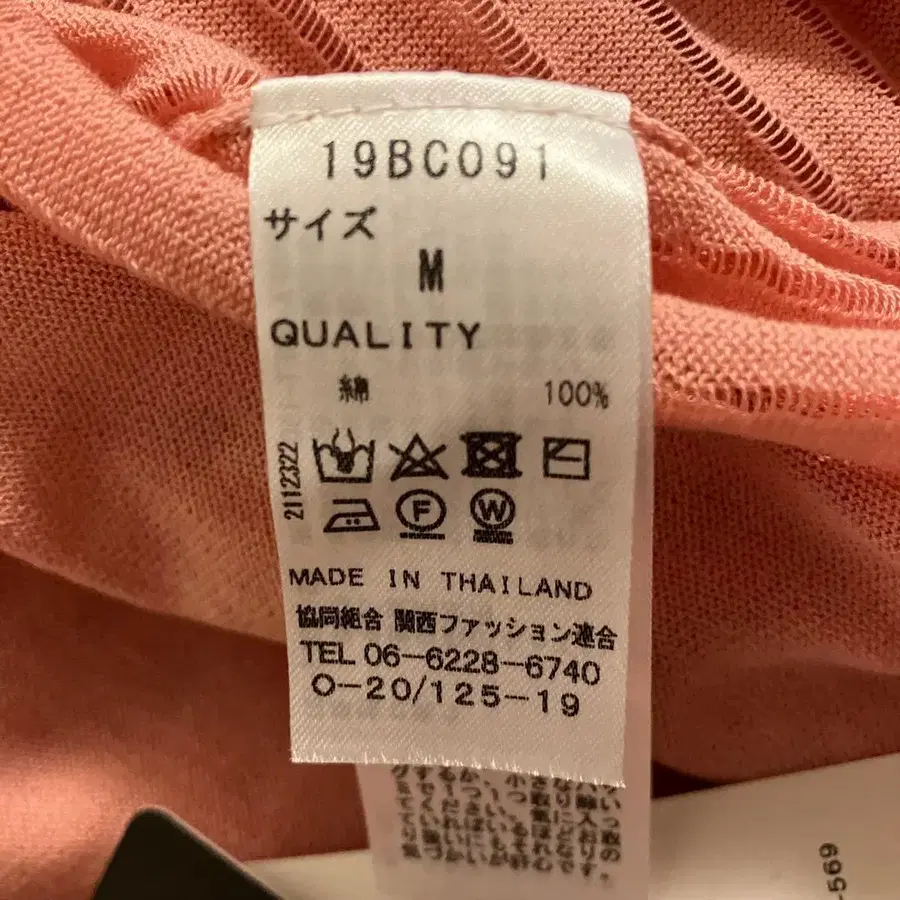 19BC091
サイズ
M
QUALITY
綿 100%
2112322
F W
MADE IN THAILAND
協同組合 関西ファッション連合
TEL 06-6228-6740
O-20/125-19
-569